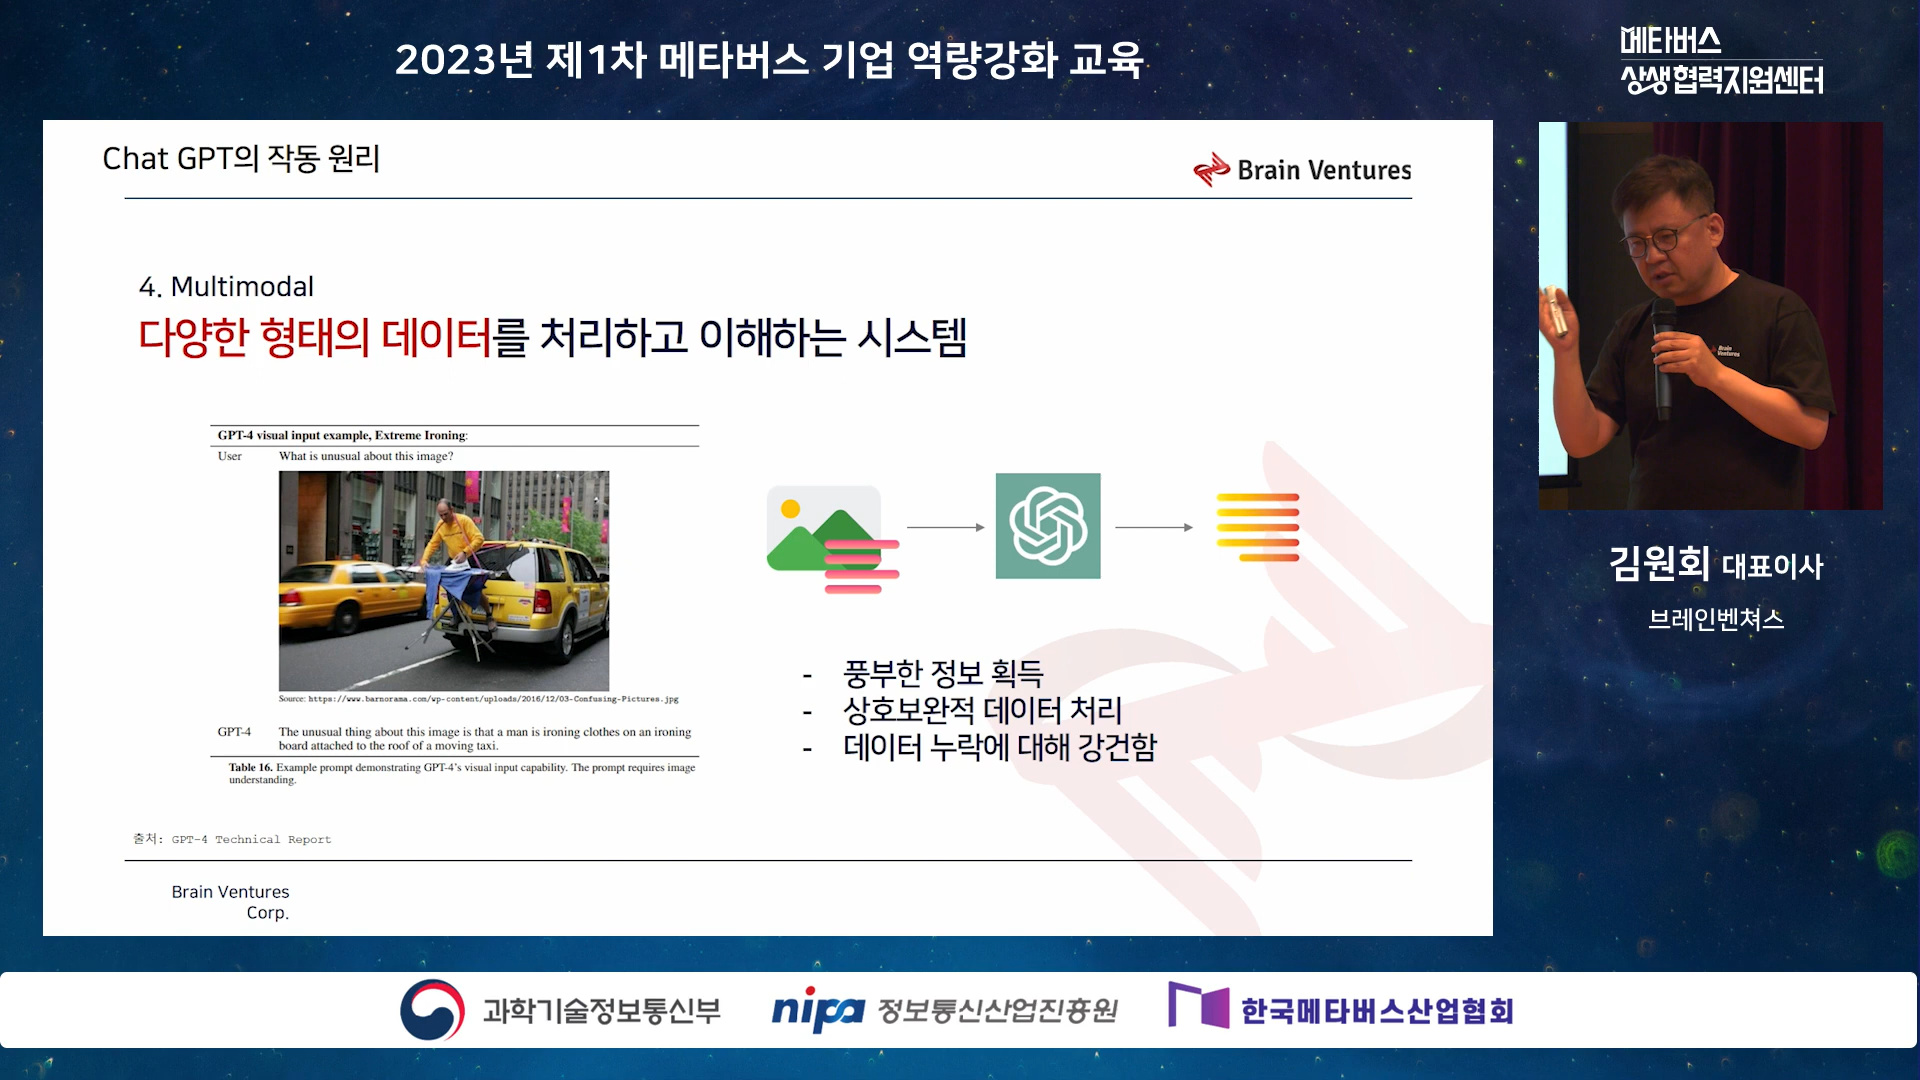 2023년 제1차 메타버스 기업 역량강화 교육
메타버스
상생협력지원센터
Chat GPT의 작동 원리
Brain Ventures
4. Multimodal
다양한 형태의 데이터를 처리하고 이해하는 시스템
GPT-4 visual input example, Extreme Ironing:
User What is unusual about this image?
Source: https://www.barnorama.com/wp-content/uploads/2016/12/03-Confusing-Pictures.jpg
GPT-4 The unusual thing about this image is that a man is ironing clothes on an ironing
board attached to the roof of a moving taxi.
Table 16. Example prompt demonstrating GPT-4's visual input capability. The prompt requires image
understanding.
- 풍부한 정보 획득
- 상호보완적 데이터 처리
- 데이터 누락에 대해 강건함
출처: GPT-4 Technical Report
Brain Ventures
Corp.
Brain
Ventures
김원회 대표이사
브레인벤쳐스
과학기술정보통신부
nipa 정보통신산업진흥원
한국메타버스산업협회